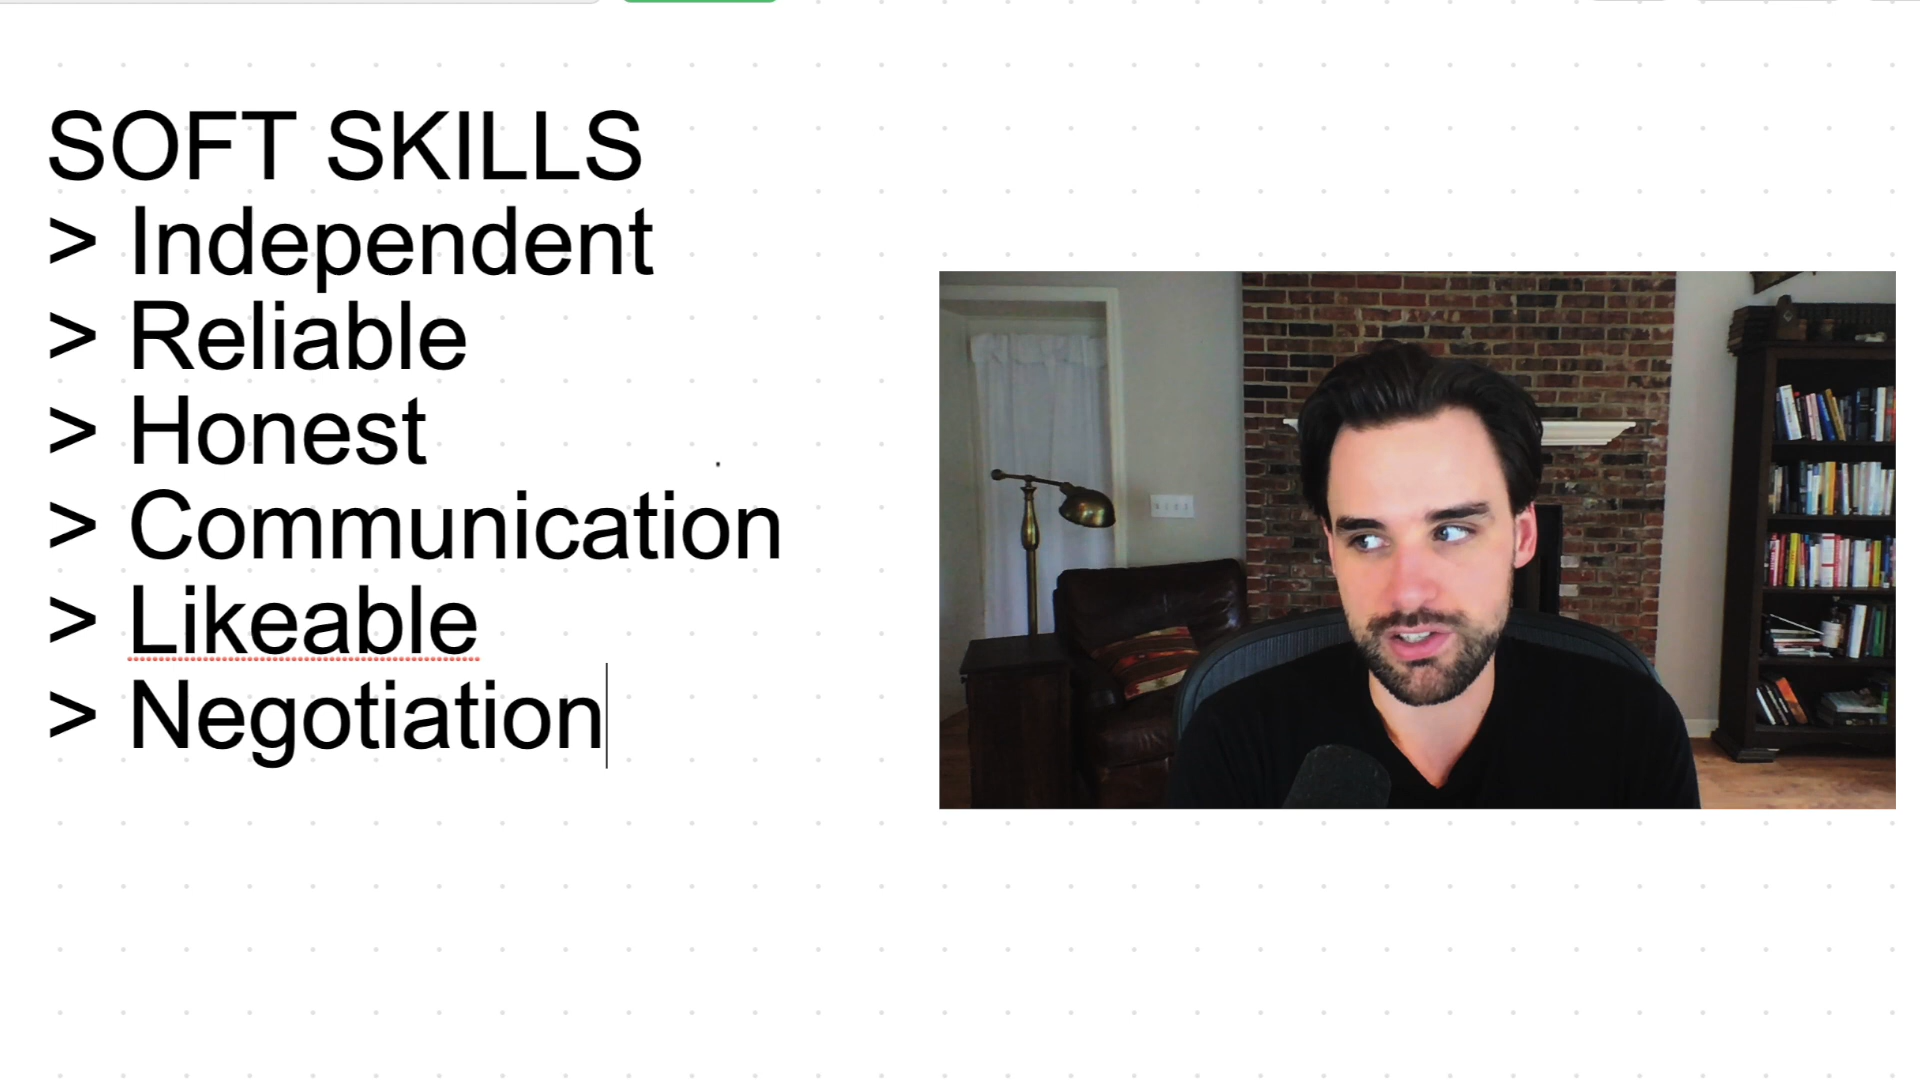 SOFT SKILLS
> Independent
> Reliable
> Honest
> Communication
> Likeable
> Negotiation